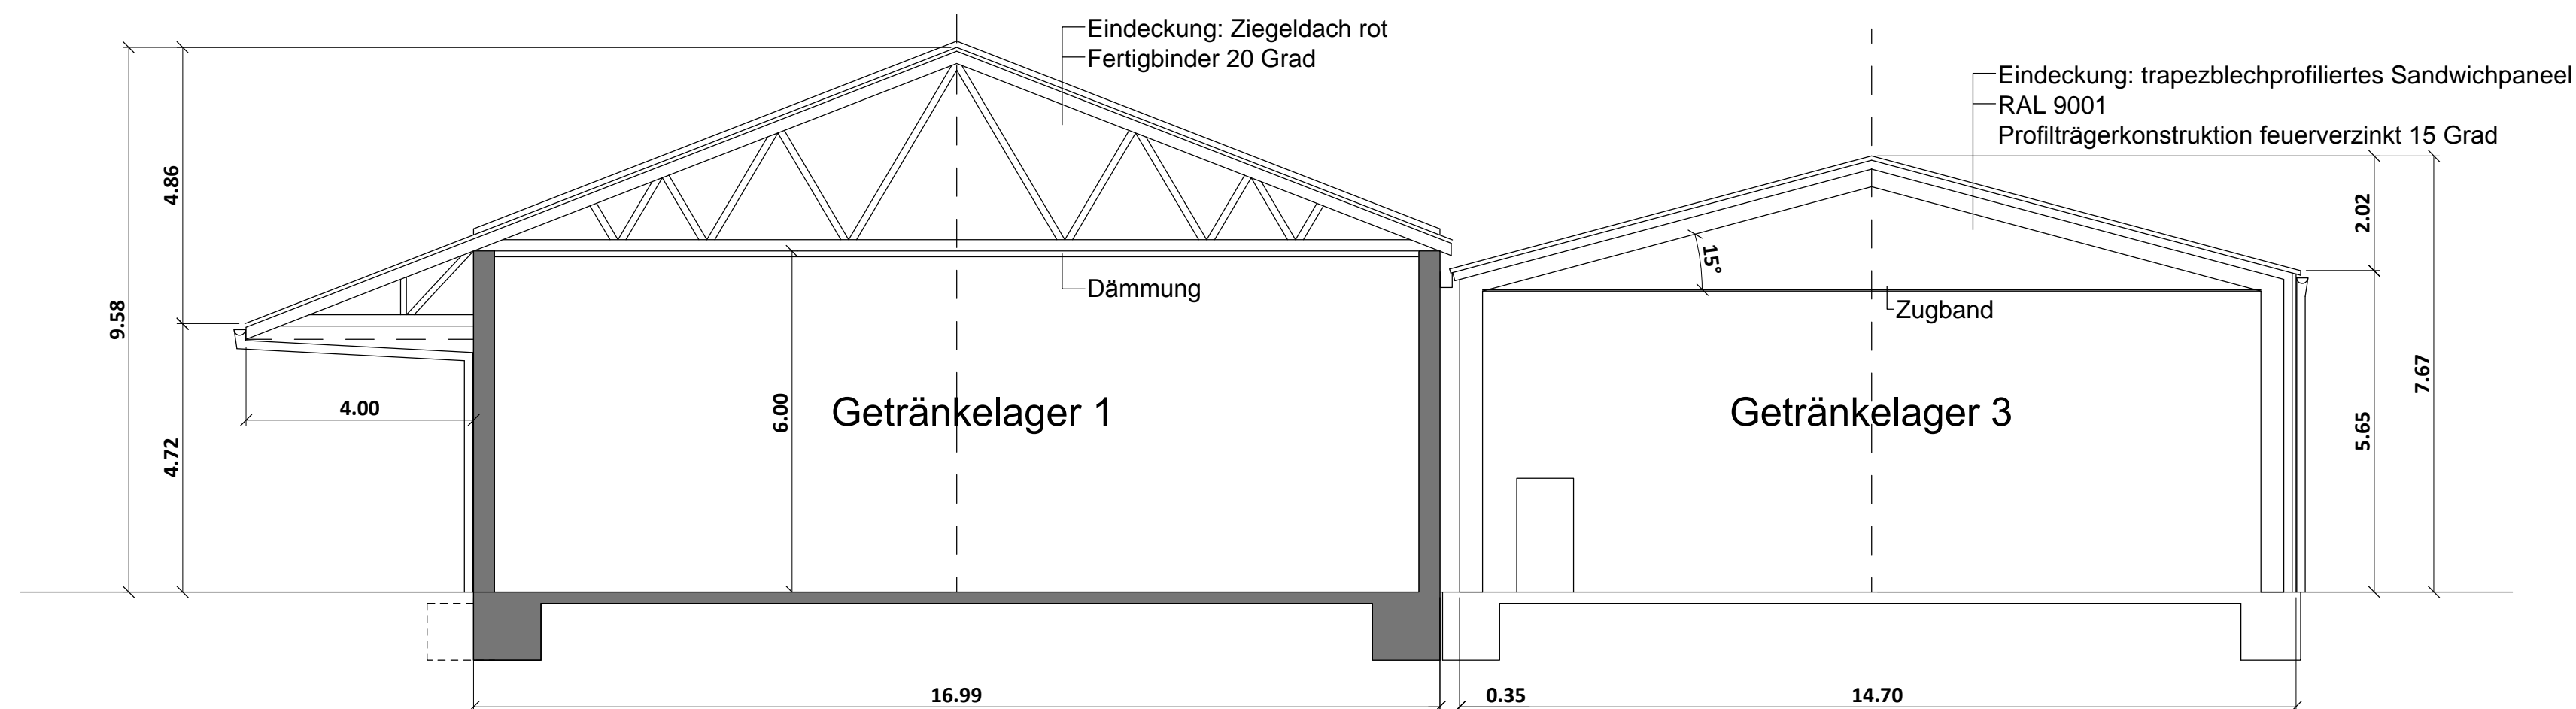 Eindeckung: Ziegeldach rot
Fertigbinder 20 Grad
Eindeckung: trapezblechprofiliertes Sandwichpaneel
RAL 9001
Profilträgerkonstruktion feuerverzinkt 15 Grad
4.86
2.02
15°
Dämmung
Zugband
9.58
7.67
4.00
6.00
Getränkelager 1
Getränkelager 3
4.72
5.65
16.99
0.35
14.70